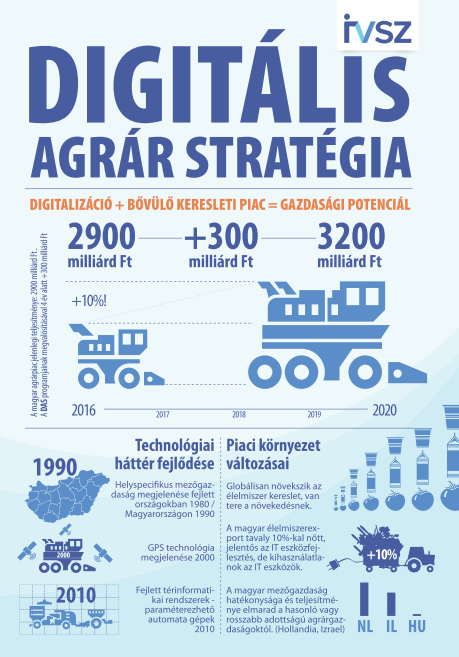 iVSZ
DIGITÁLIS
AGRÁR STRATÉGIA
DIGITALIZÁCIÓ + BŐVÜLŐ KERESLETI PIAC = GAZDASÁGI POTENCIÁL
2900
milliárd Ft
+300
milliárd Ft
3200
milliárd Ft
A magyar agrárpiac jelenlegi teljesítménye: 2900 milliárd Ft .
A DAS programjainak megvalósításával 4 év alatt +300 milliárd Ft
+10%!
2016
2017
2018
2019
2020
Technológiai
háttér fejlődése
1990
Helyspecifikus mezőgaz-
daság megjelenése fejlett
országokban 1980 /
Magyarországon 1990
2000
GPS technológia
megjelenése 2000
2010
Fejlett térinformati-
kai rendszerek -
paraméterezhető
automata gépek
2010
Piaci környezet
változásai
Globálisan növekszik az
élelmiszer kereslet, van
tere a növekedésnek.
A magyar élelmiszerex-
port tavaly 10%-kal nőtt,
jelentős az IT eszközfej-
lesztés, de kihasználatla-
nok az IT eszközök.
+10%
A magyar mezőgazdaság
hatékonysága és teljesítmé-
nye elmarad a hasonló vagy
rosszabb adottságú agrárgaz-
daságoktól. (Hollandia, Izrael)
NL
IL
HU